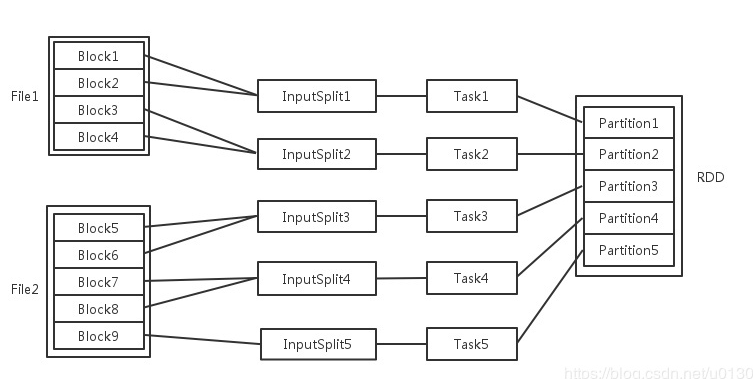 File1
Block1
Block2
Block3
Block4
File2
Block5
Block6
Block7
Block8
Block9
InputSplit1
InputSplit2
InputSplit3
InputSplit4
InputSplit5
Task1
Task2
Task3
Task4
Task5
Partition1
Partition2
Partition3
Partition4
Partition5
RDD
https://blog.csdn.net/u0130